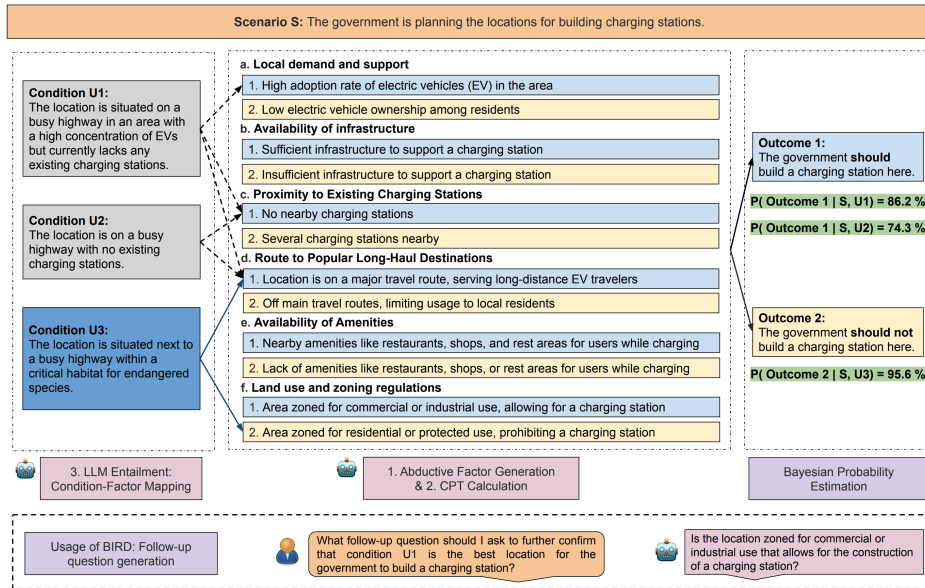 Scenario S: The government is planning the locations for building charging stations.
Condition U1:
The location is situated on a
busy highway in an area with
a high concentration of EVs
but currently lacks any
existing charging stations.
Condition U2:
The location is on a busy
highway with no existing
charging stations.
Condition U3:
The location is situated next to
a busy highway within a
critical habitat for endangered
species.
a. Local demand and support
1. High adoption rate of electric vehicles (EV) in the area
2. Low electric vehicle ownership among residents
b. Availability of infrastructure
1. Sufficient infrastructure to support a charging station
2. Insufficient infrastructure to support a charging station
c. Proximity to Existing Charging Stations
1. No nearby charging stations
2. Several charging stations nearby
d. Route to Popular Long-Haul Destinations
1. Location is on a major travel route, serving long-distance EV travelers
2. Off main travel routes, limiting usage to local residents
e. Availability of Amenities
1. Nearby amenities like restaurants, shops, and rest areas for users while charging
2. Lack of amenities like restaurants, shops, or rest areas for users while charging
f. Land use and zoning regulations
1. Area zoned for commercial or industrial use, allowing for a charging station
2. Area zoned for residential or protected use, prohibiting a charging station
Outcome 1:
The government should
build a charging station here.
P( Outcome 1 | S, U1) = 86.2 %
P( Outcome 1 | S, U2) = 74.3 %
Outcome 2:
The government should not
build a charging station here.
P( Outcome 2 | S, U3) = 95.6 %
3. LLM Entailment:
Condition-Factor Mapping
1. Abductive Factor Generation
& 2. CPT Calculation
Bayesian Probability
Estimation
Usage of BIRD: Follow-up
question generation
What follow-up question should I ask to further confirm
that condition U1 is the best location for the
government to build a charging station?
Is the location zoned for commercial or
industrial use that allows for the construction
of a charging station?